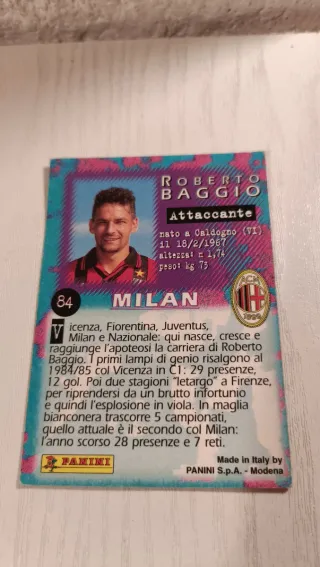 ROBERTO
BAGGIO
Attaccante
nato a Caldogno (VI)
il 18/2/1967
altezza: m 1,74
peso: kg 73
84
MILAN
ACM
1899
Vicenza, Fiorentina, Juventus,
Milan e Nazionale: qui nasce, cresce e
raggiunge l'apoteosi la carriera di Roberto
Baggio. I primi lampi di genio risalgono al
1984/85 col Vicenza in C1: 29 presenze,
12 gol. Poi due stagioni "letargo" a Firenze,
per riprendersi da un brutto infortunio
e quindi l'esplosione in viola. In maglia
bianconera trascorre 5 campionati,
quello attuale è il secondo col Milan:
l'anno scorso 28 presenze e 7 reti.
PANINI
Made in Italy by
PANINI S.p.A. - Modena